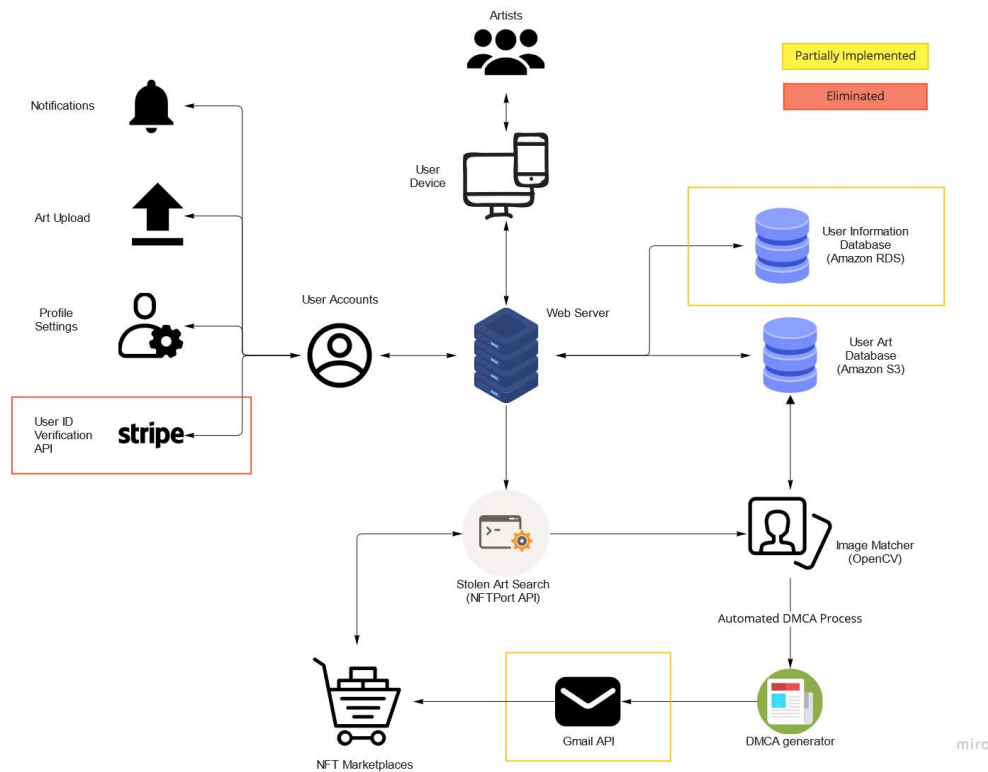 Artists
Partially Implemented
Eliminated
Notifications
User
Device
Art Upload
User Information
Database
(Amazon RDS)
Profile
Settings
User Accounts
Web Server
User Art
Database
(Amazon S3)
User ID
Verification
API
stripe
Stolen Art Search
(NFTPort API)
Image Matcher
(OpenCV)
Automated DMCA Process
Gmail API
DMCA generator
NFT Marketplaces
miro